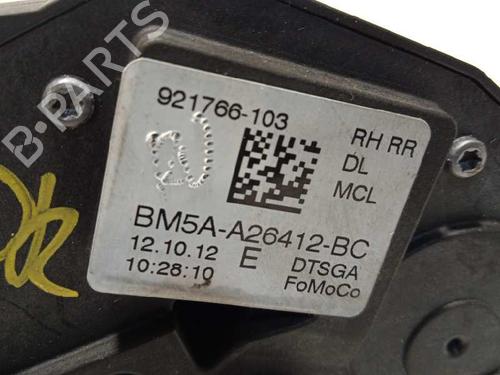 921766-103
RH RR
DL
MCL
BM5A-A26412-BC
12.10.12 E DTSGA
10:28:10 FoMoCo
B-PARTS